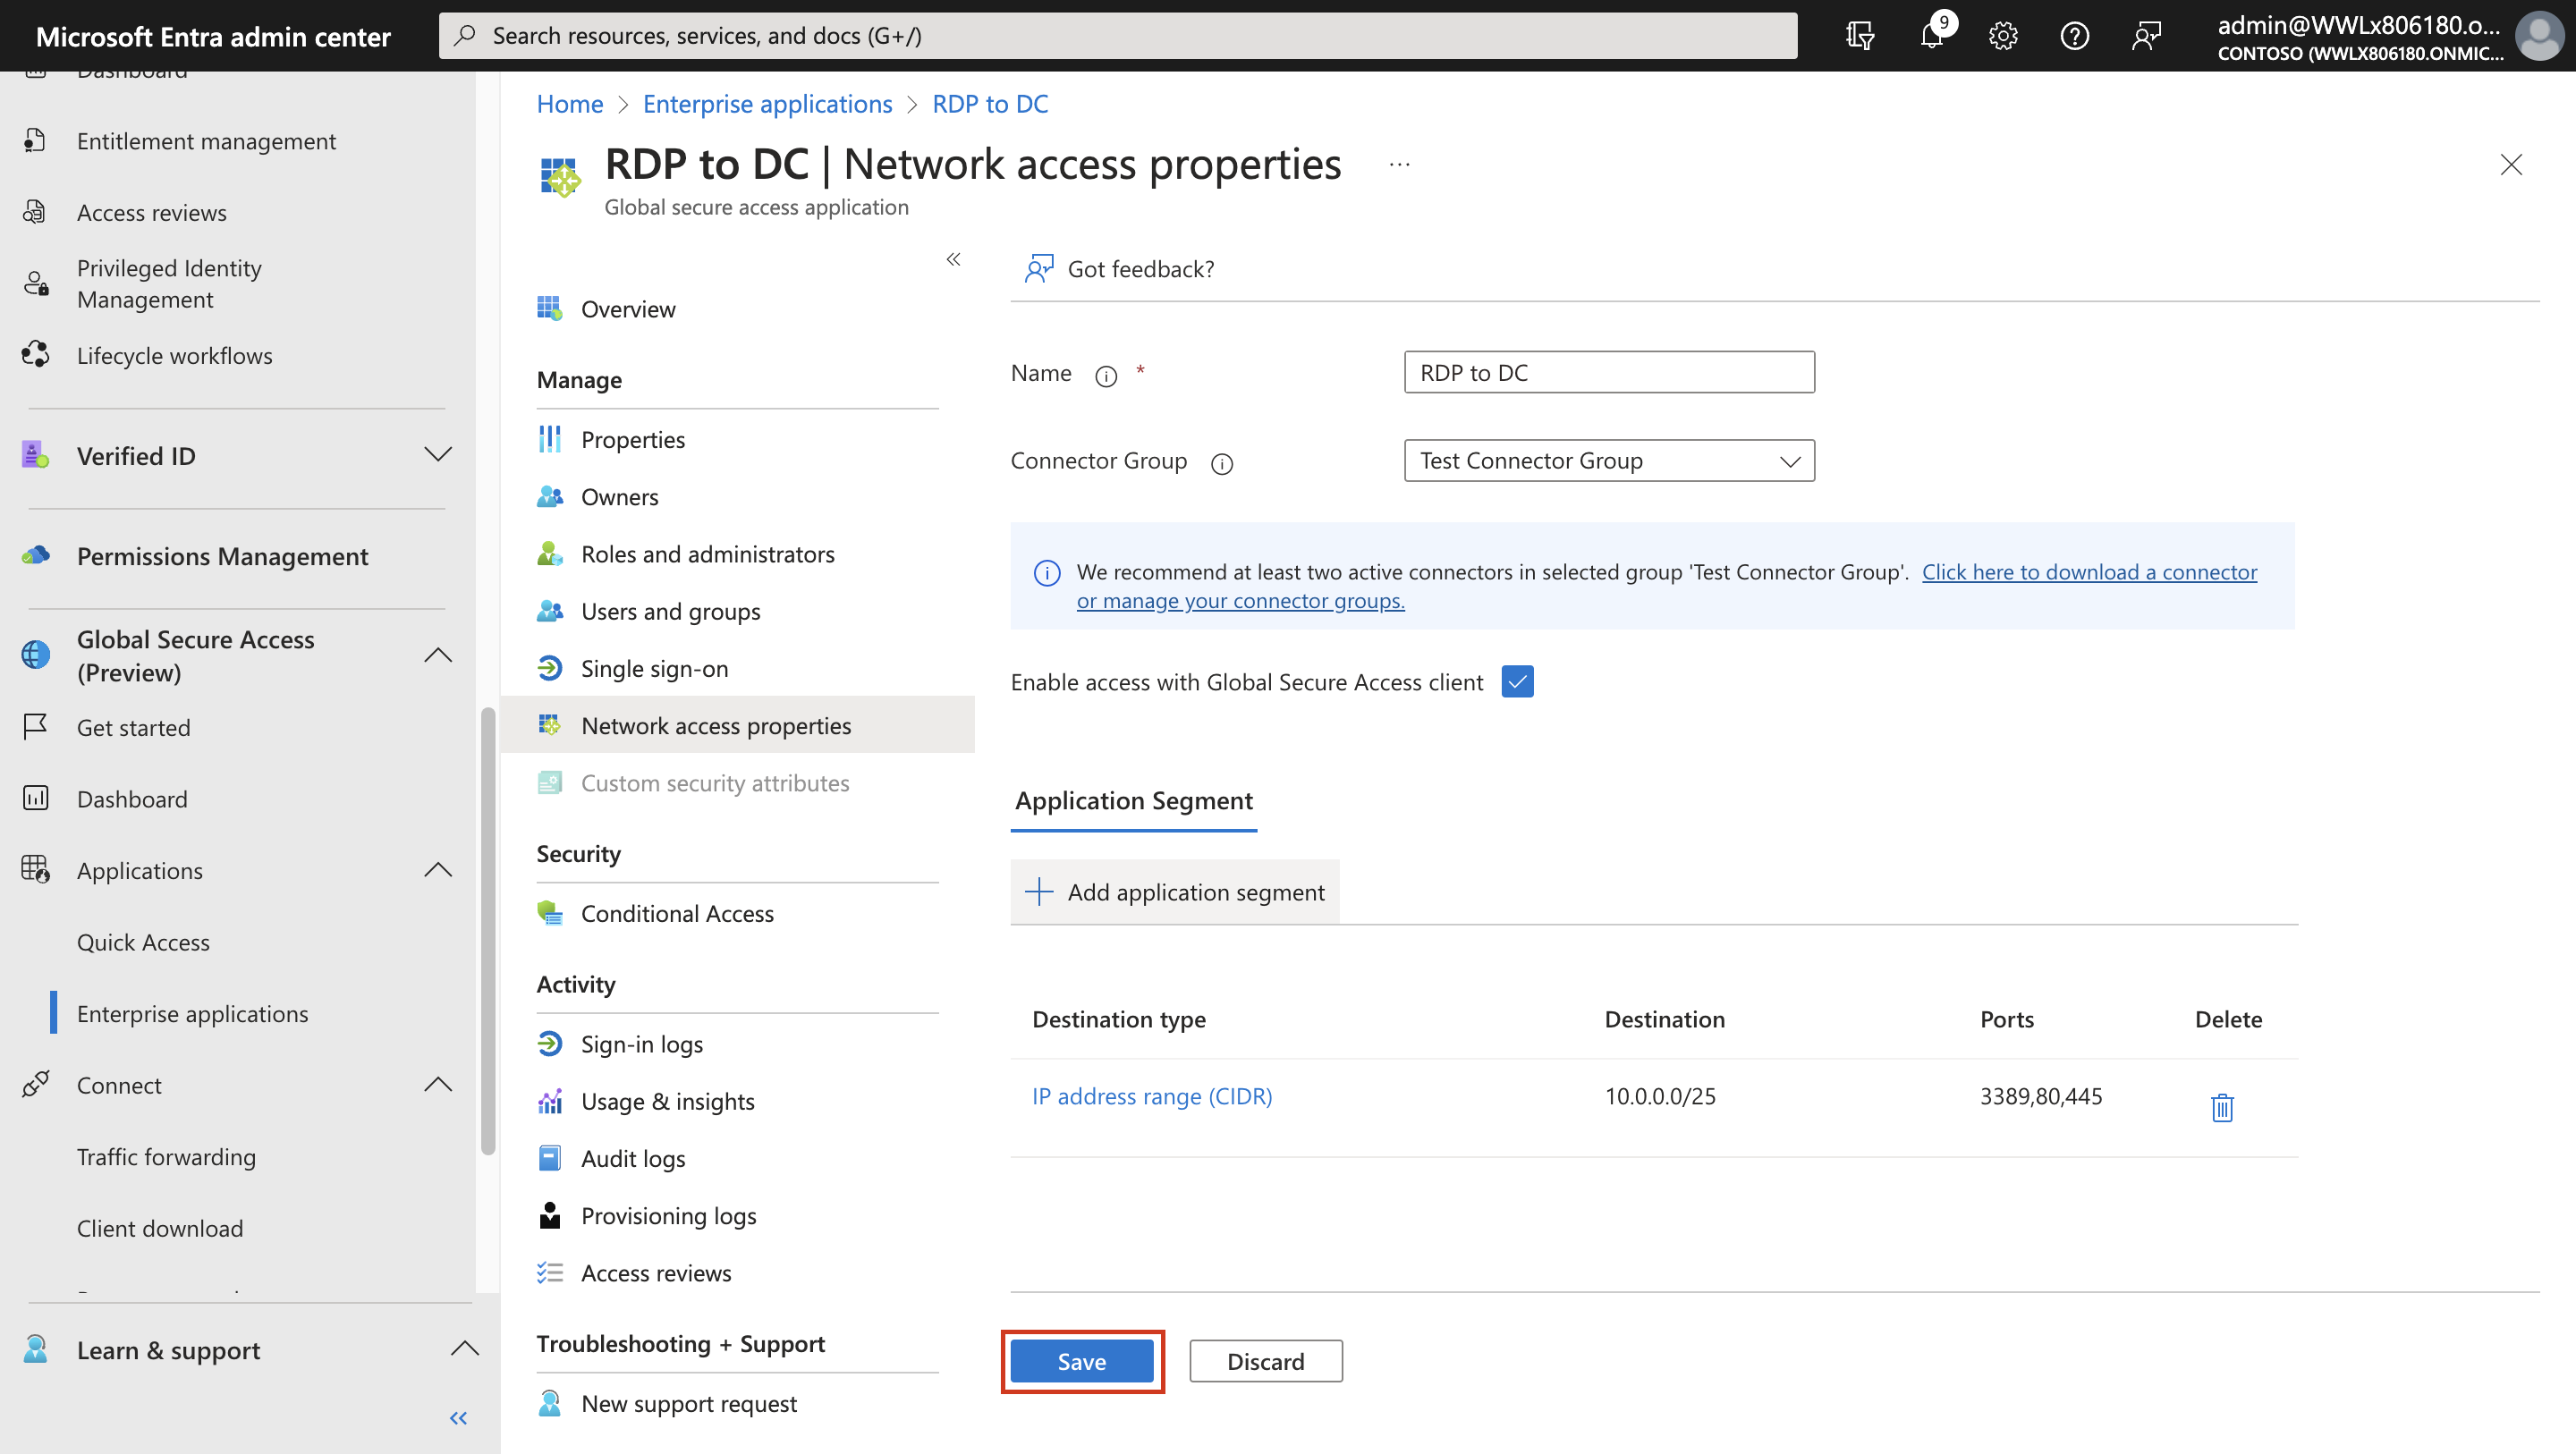 Microsoft Entra admin center
Search resources, services, and docs (G+/)
9
admin@WWLx806180.o...
CONTOSO (WWLX806180.ONMIC...
Dashboard
Entitlement management
Access reviews
Privileged Identity
Management
Lifecycle workflows
Verified ID
Permissions Management
Global Secure Access
(Preview)
Get started
Dashboard
Applications
Quick Access
Enterprise applications
Connect
Traffic forwarding
Client download
Learn & support
Home > Enterprise applications > RDP to DC
RDP to DC | Network access properties ...
Global secure access application
Overview
Manage
Properties
Owners
Roles and administrators
Users and groups
Single sign-on
Network access properties
Custom security attributes
Security
Conditional Access
Activity
Sign-in logs
Usage & insights
Audit logs
Provisioning logs
Access reviews
Troubleshooting + Support
New support request
Got feedback?
Name *
RDP to DC
Connector Group
Test Connector Group
We recommend at least two active connectors in selected group 'Test Connector Group'. Click here to download a connector
or manage your connector groups.
Enable access with Global Secure Access client
Application Segment
Add application segment
Destination type Destination Ports Delete
IP address range (CIDR) 10.0.0.0/25 3389,80,445
Save Discard